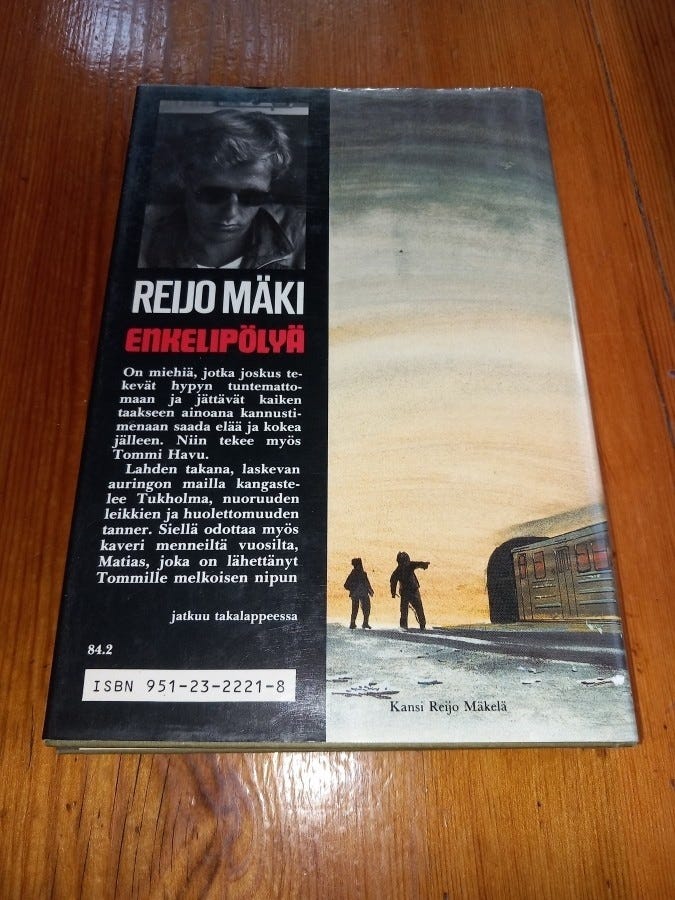 REIJO MÄKI
ENKELIPÖLYÄ
On miehiä, jotka joskus te-
kevät hypyn tuntematto-
maan ja jättävät kaiken
taakseen ainoana kannusti-
menaan saada elää ja kokea
jälleen. Niin tekee myös
Tommi Havu.
Lahden takana, laskevan
auringon mailla kangaste-
lee Tukholma, nuoruuden
leikkien ja huolettomuuden
tanner. Siellä odottaa myös
kaveri menneiltä vuosilta,
Matias, joka on lähettänyt
Tommille melkoisen nipun
jatkuu takalappeessa
84.2
ISBN 951-23-2221-8
Kansi Reijo Mäkelä